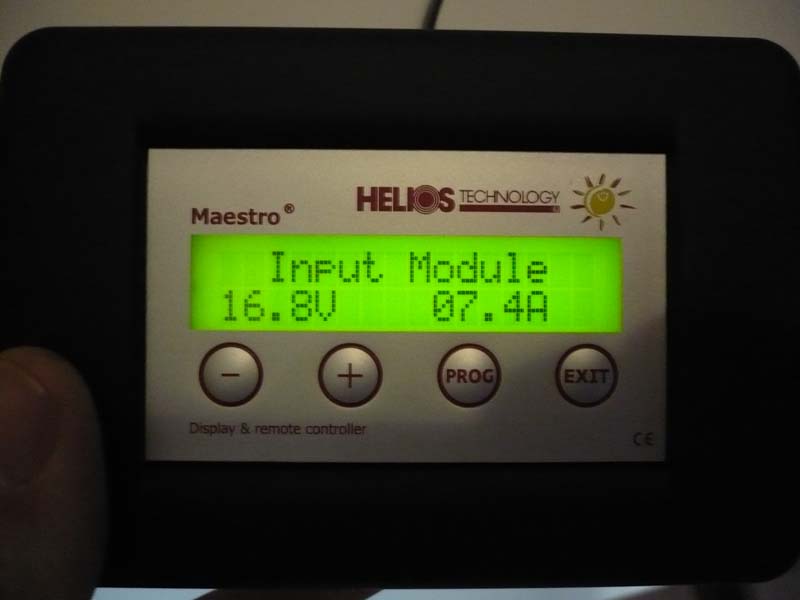 HELIOS TECHNOLOGY
Maestro®
Input Module
16.8V 07.4A
− + PROG EXIT
Display & remote controller
CE